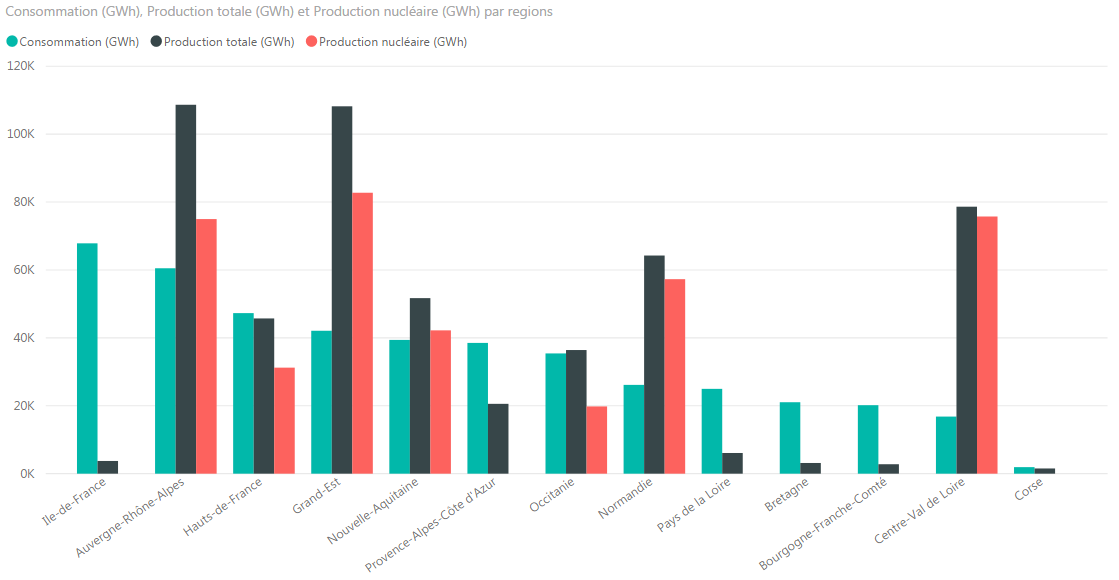 Consommation (GWh), Production totale (GWh) et Production nucléaire (GWh) par regions
Consommation (GWh) Production totale (GWh) Production nucléaire (GWh)
120K
100K
80K
60K
40K
20K
0K
Ile-de-France
Auvergne-Rhône-Alpes
Hauts-de-France
Grand-Est
Nouvelle-Aquitaine
Provence-Alpes-Côte d'Azur
Occitanie
Normandie
Pays de la Loire
Bretagne
Bourgogne-Franche-Comté
Centre-Val de Loire
Corse